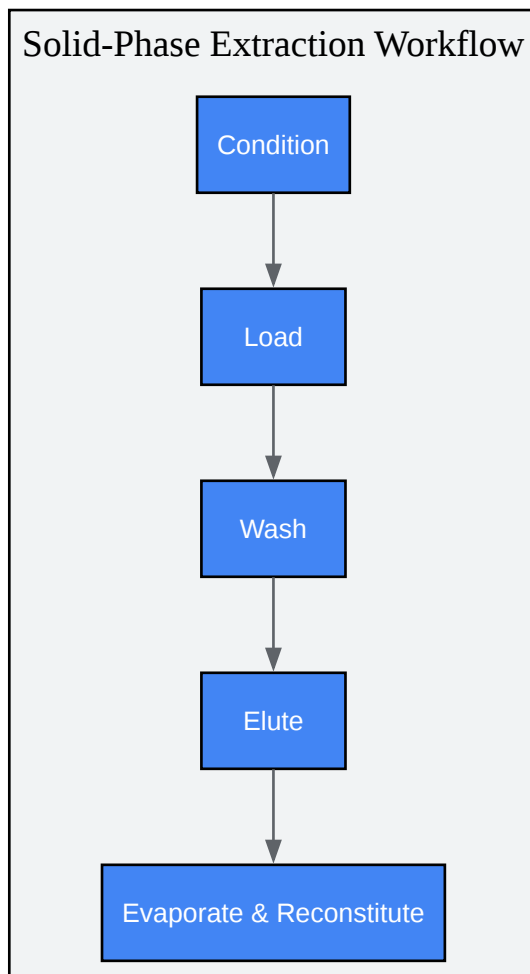 Solid-Phase Extraction Workflow
Condition
Load
Wash
Elute
Evaporate & Reconstitute